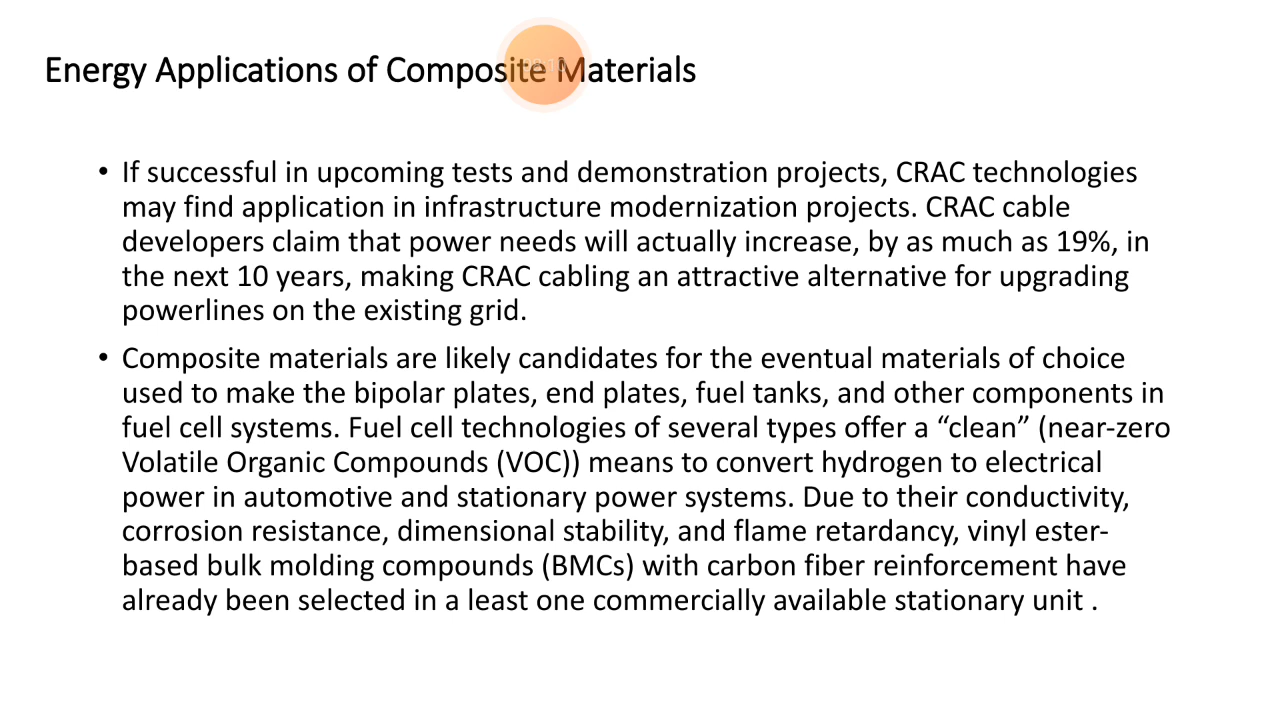 Energy Applications of Composite Materials
• If successful in upcoming tests and demonstration projects, CRAC technologies
may find application in infrastructure modernization projects. CRAC cable
developers claim that power needs will actually increase, by as much as 19%, in
the next 10 years, making CRAC cabling an attractive alternative for upgrading
powerlines on the existing grid.
• Composite materials are likely candidates for the eventual materials of choice
used to make the bipolar plates, end plates, fuel tanks, and other components in
fuel cell systems. Fuel cell technologies of several types offer a “clean” (near-zero
Volatile Organic Compounds (VOC)) means to convert hydrogen to electrical
power in automotive and stationary power systems. Due to their conductivity,
corrosion resistance, dimensional stability, and flame retardancy, vinyl ester-
based bulk molding compounds (BMCs) with carbon fiber reinforcement have
already been selected in a least one commercially available stationary unit .